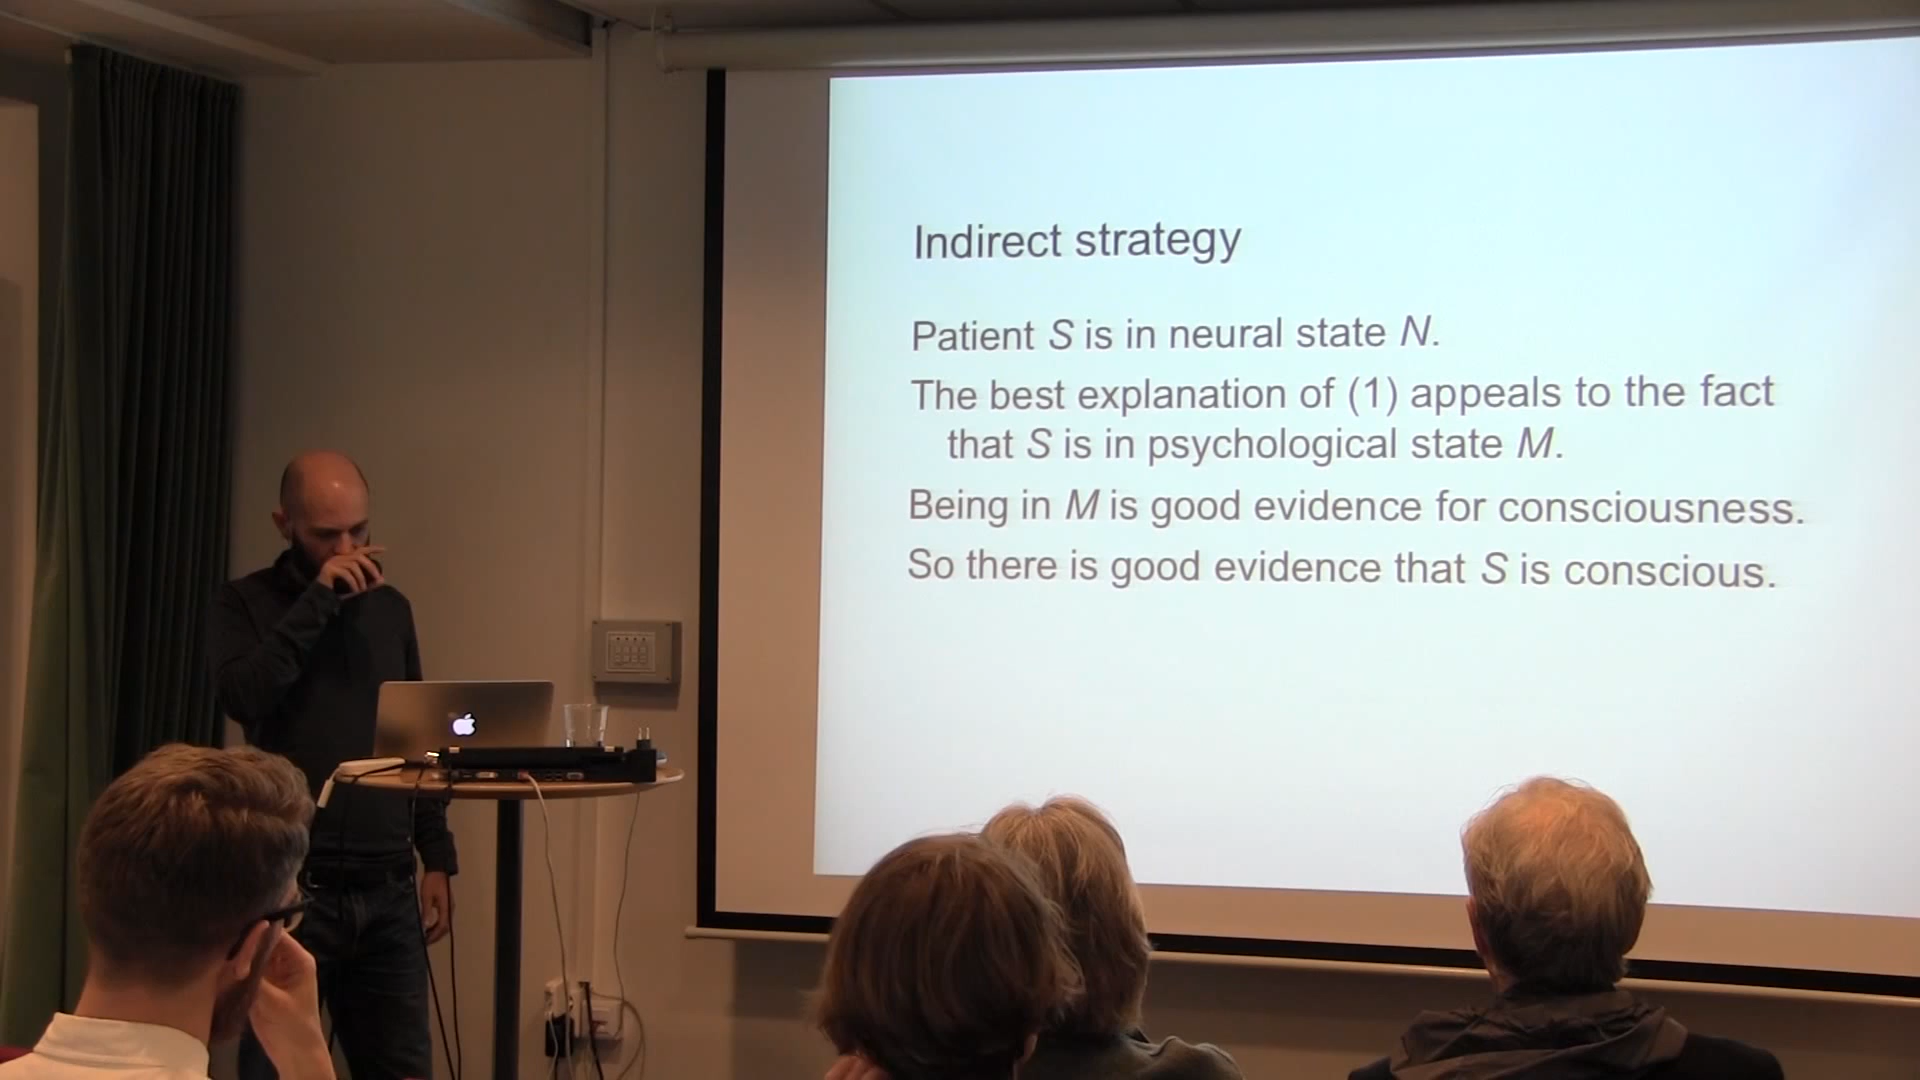 Indirect strategy
Patient S is in neural state N.
The best explanation of (1) appeals to the fact
that S is in psychological state M.
Being in M is good evidence for consciousness.
So there is good evidence that S is conscious.